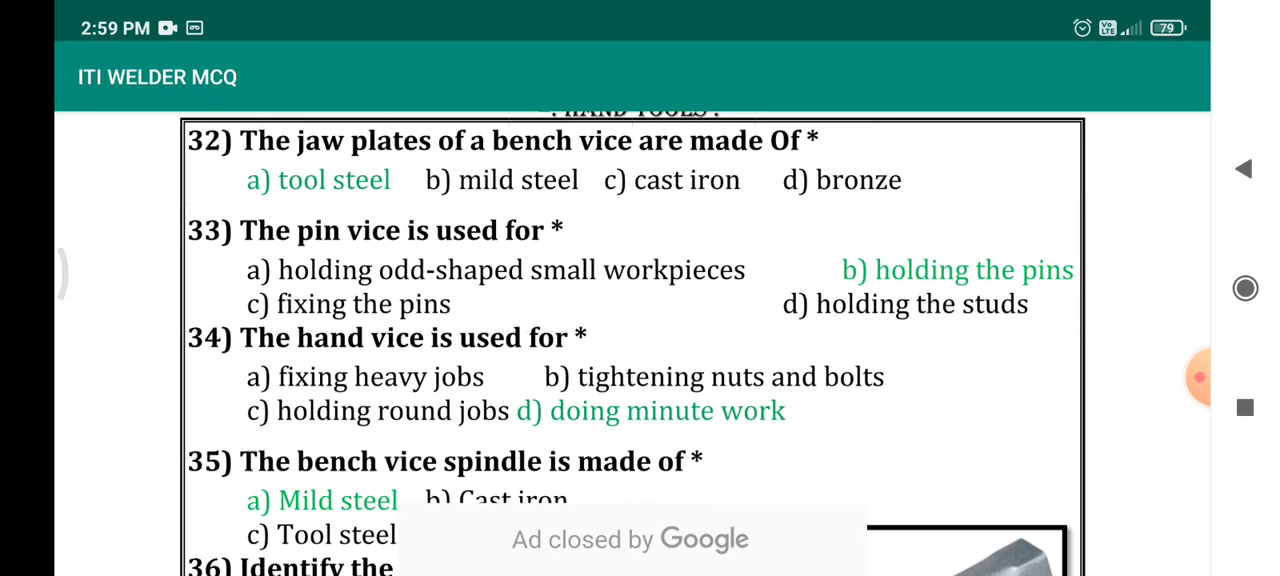 2:59 PM
79
ITI WELDER MCQ
: HAND TOOLS :
32) The jaw plates of a bench vice are made Of *
a) tool steel b) mild steel c) cast iron d) bronze
33) The pin vice is used for *
a) holding odd-shaped small workpieces b) holding the pins
c) fixing the pins d) holding the studs
34) The hand vice is used for *
a) fixing heavy jobs b) tightening nuts and bolts
c) holding round jobs d) doing minute work
35) The bench vice spindle is made of *
a) Mild steel b) Cast iron
c) Tool steel
Ad closed by Google
36) Identify the